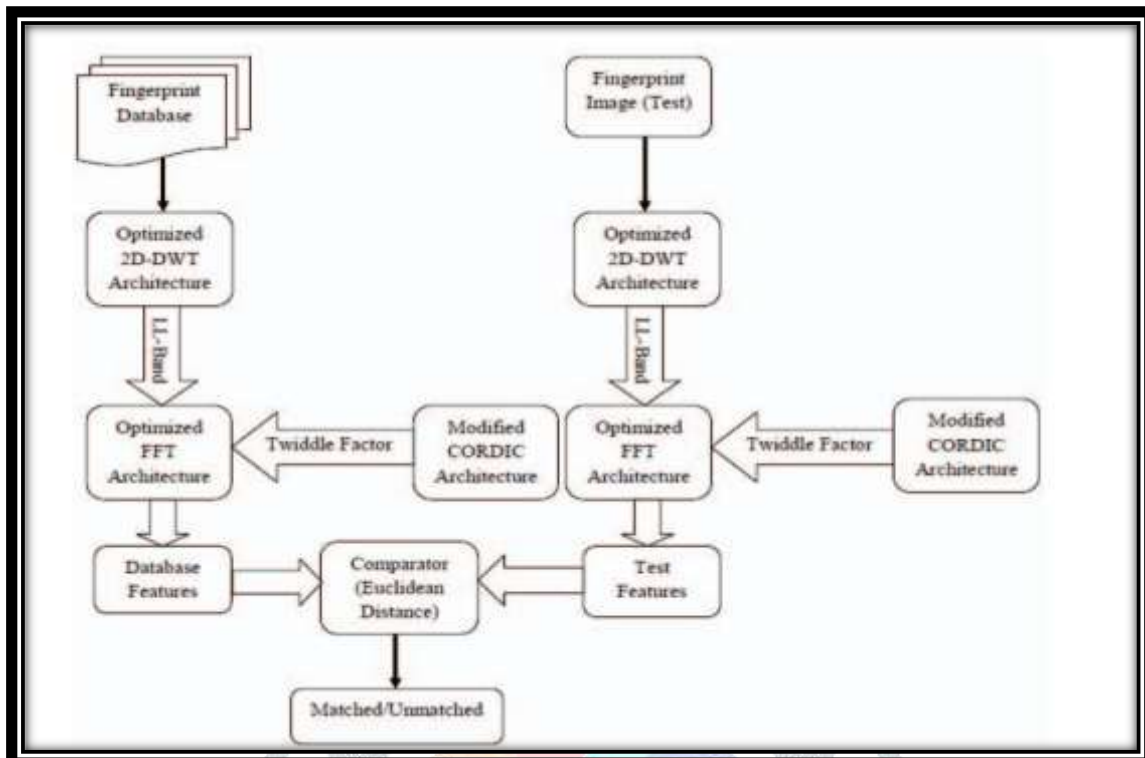 Fingerprint
Database
Fingerprint
Image (Test)
Optimized
2D-DWT
Architecture
Optimized
2D-DWT
Architecture
LL-Band
LL-Band
Optimized
FFT
Architecture
Twiddle Factor
Modified
CORDIC
Architecture
Optimized
FFT
Architecture
Twiddle Factor
Modified
CORDIC
Architecture
Database
Features
Comparator
(Euclidean
Distance)
Test
Features
Matched/Unmatched